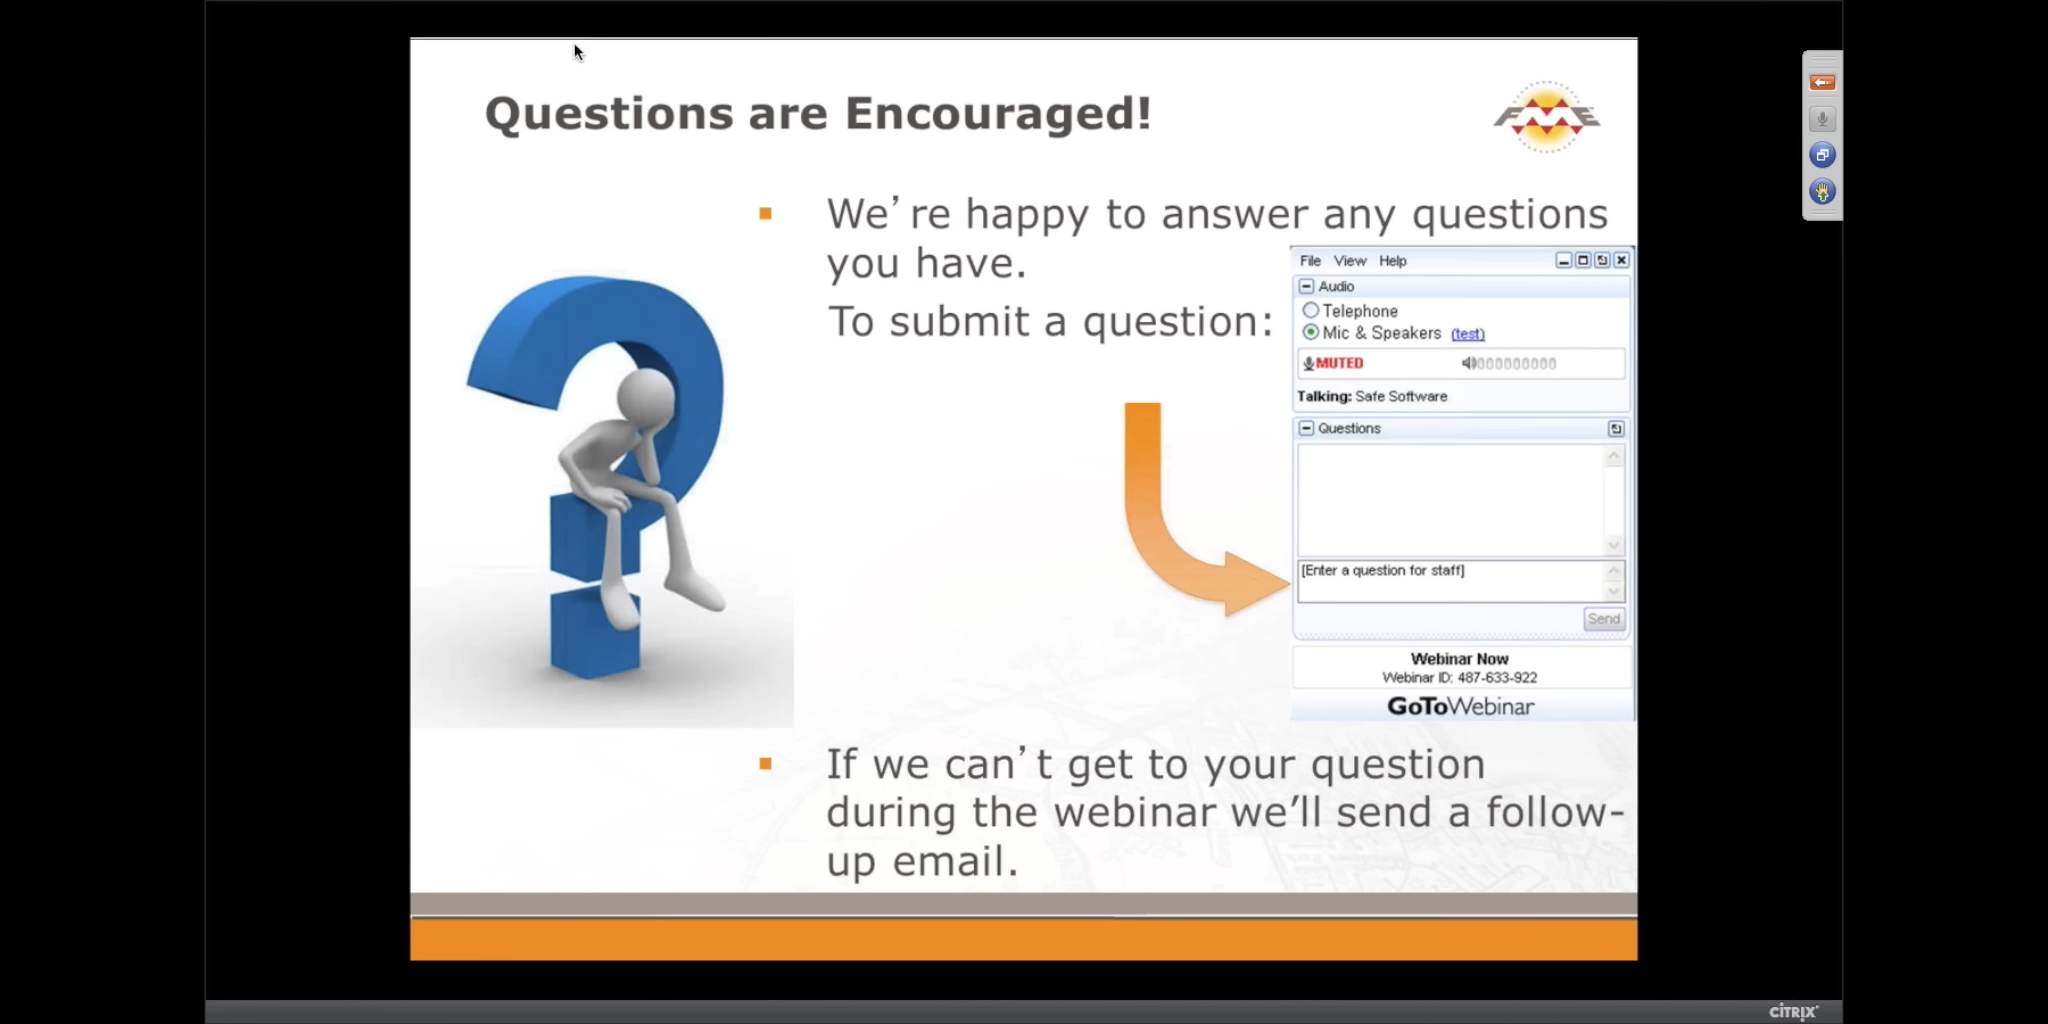 Questions are Encouraged!
FME
We’re happy to answer any questions
you have.
To submit a question:
File View Help
Audio
Telephone
Mic & Speakers (test)
MUTED
Talking: Safe Software
Questions
[Enter a question for staff]
Send
Webinar Now
Webinar ID: 487-633-922
GoToWebinar
If we can’t get to your question
during the webinar we’ll send a follow-
up email.
CITRIX